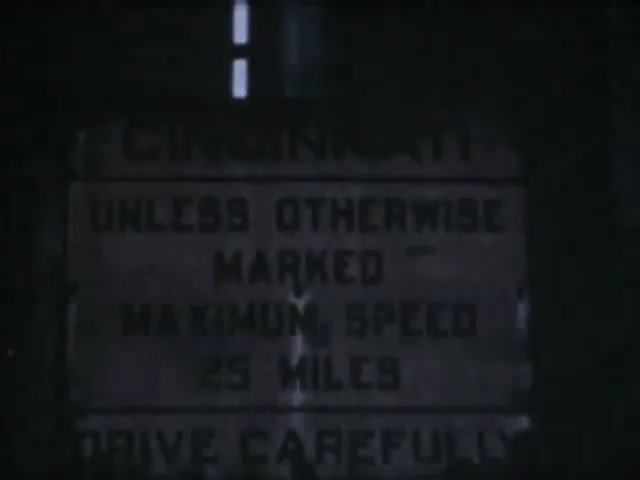 CINCINNATI
UNLESS OTHERWISE
MARKED
MAXIMUM SPEED
25 MILES
DRIVE CAREFULLY